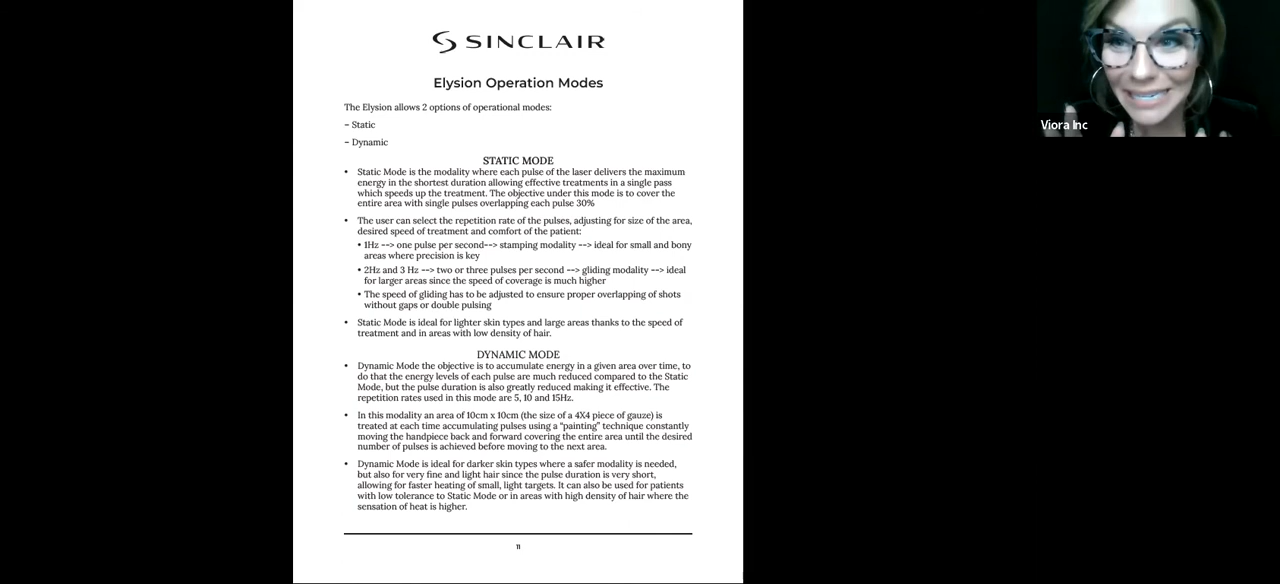 SINCLAIR
Elysion Operation Modes
The Elysion allows 2 options of operational modes:
– Static
– Dynamic
STATIC MODE
• Static Mode is the modality where each pulse of the laser delivers the maximum
energy in the shortest duration allowing effective treatments in a single pass
which speeds up the treatment. The objective under this mode is to cover the
entire area with single pulses overlapping each pulse 30%
• The user can select the repetition rate of the pulses, adjusting for size of the area,
desired speed of treatment and comfort of the patient:
• 1Hz --> one pulse per second--> stamping modality --> ideal for small and bony
areas where precision is key
• 2Hz and 3 Hz --> two or three pulses per second --> gliding modality --> ideal
for larger areas since the speed of coverage is much higher
• The speed of gliding has to be adjusted to ensure proper overlapping of shots
without gaps or double pulsing
• Static Mode is ideal for lighter skin types and large areas thanks to the speed of
treatment and in areas with low density of hair.
DYNAMIC MODE
• Dynamic Mode the objective is to accumulate energy in a given area over time, to
do that the energy levels of each pulse are much reduced compared to the Static
Mode, but the pulse duration is also greatly reduced making it effective. The
repetition rates used in this mode are 5, 10 and 15Hz.
• In this modality an area of 10cm x 10cm (the size of a 4X4 piece of gauze) is
treated at each time accumulating pulses using a “painting” technique constantly
moving the handpiece back and forward covering the entire area until the desired
number of pulses is achieved before moving to the next area.
• Dynamic Mode is ideal for darker skin types where a safer modality is needed,
but also for very fine and light hair since the pulse duration is very short,
allowing for faster heating of small, light targets. It can also be used for patients
with low tolerance to Static Mode or in areas with high density of hair where the
sensation of heat is higher.
11
Viora Inc